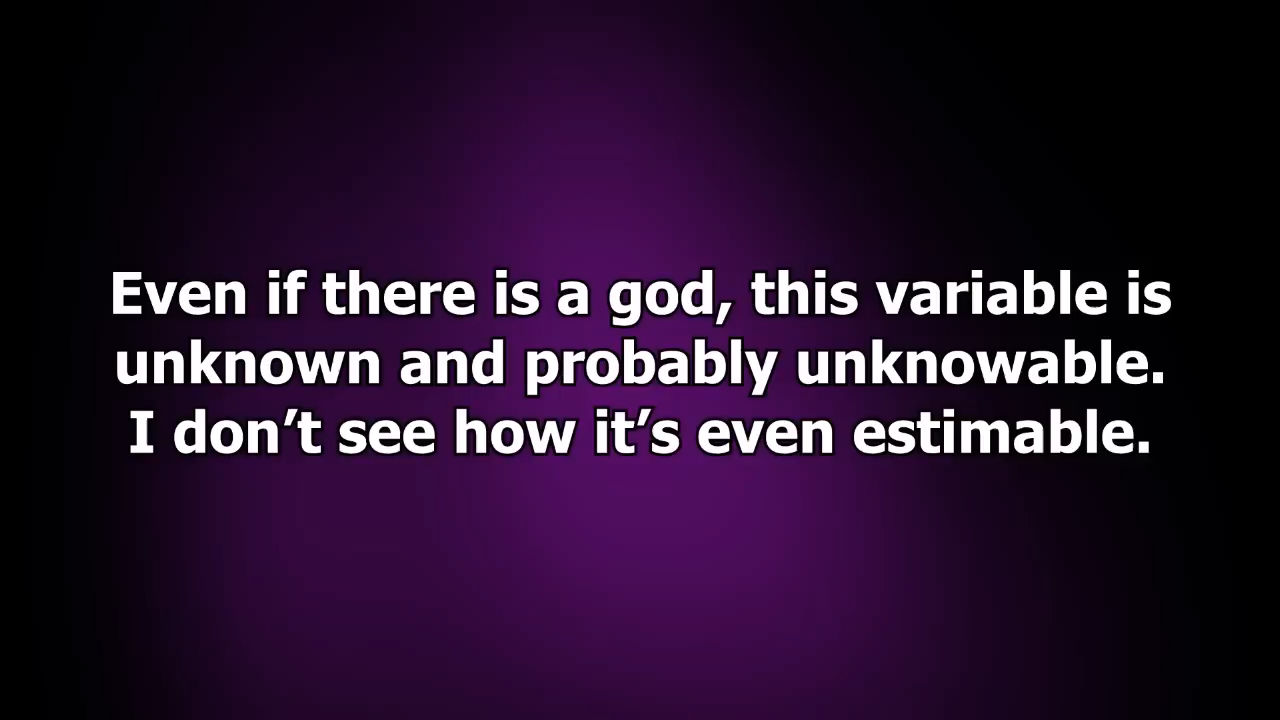 Even if there is a god, this variable is
unknown and probably unknowable.
I don’t see how it’s even estimable.